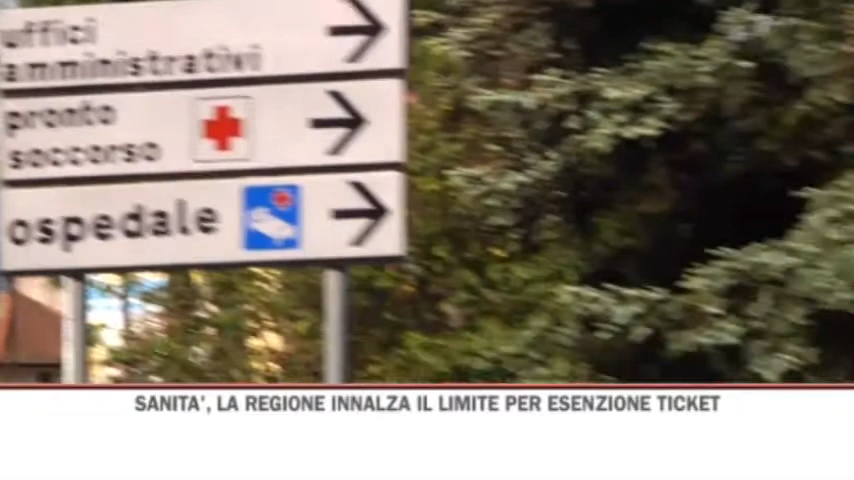 uffici
amministrativi
pronto
soccorso
ospedale
SANITA', LA REGIONE INNALZA IL LIMITE PER ESENZIONE TICKET